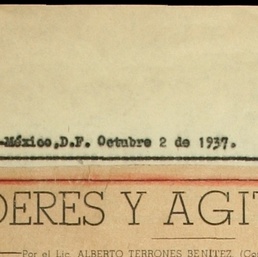 -México,D.F. Octubre 2 de 1937.
DERES Y AGIT
Por el Lic. ALBERTO TERRONES BENITEZ (Co